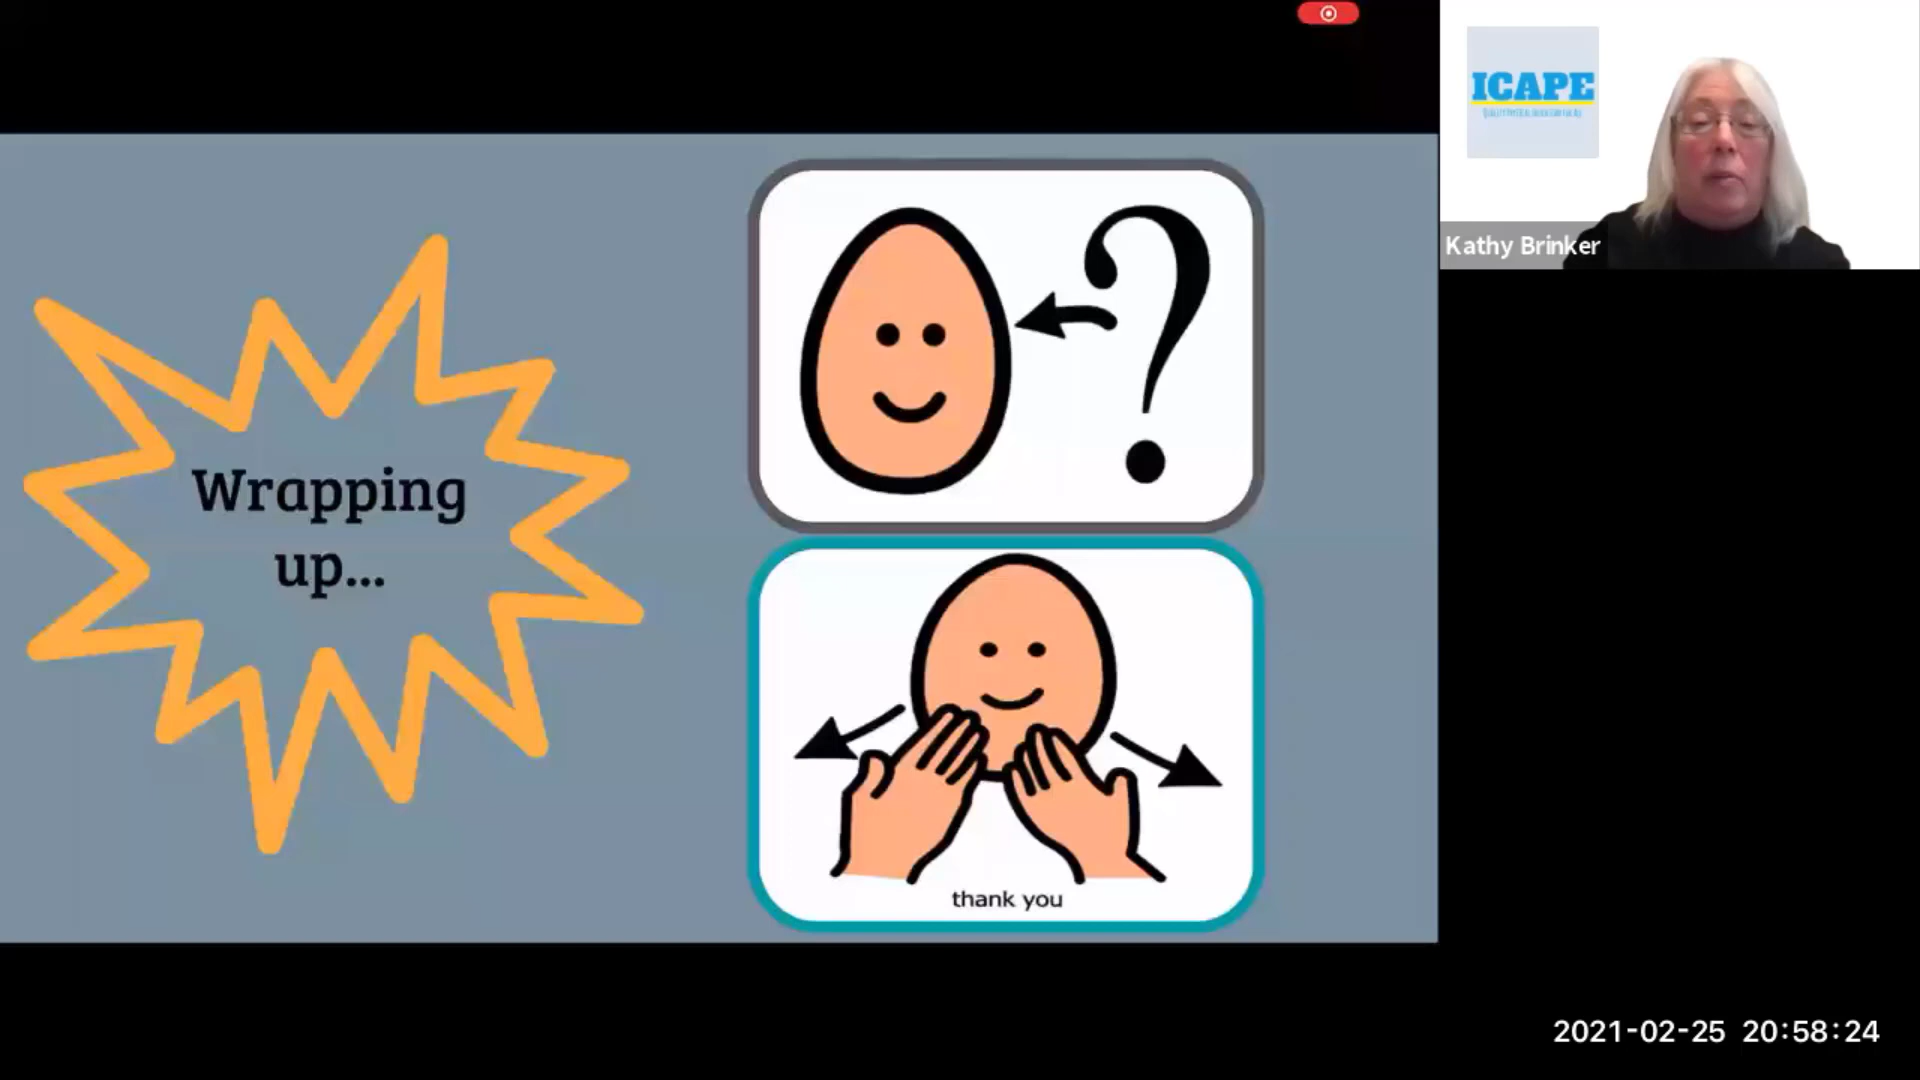 Wrapping
up...
?
thank you
ICAPE
Kathy Brinker
2021-02-25 20:58:24